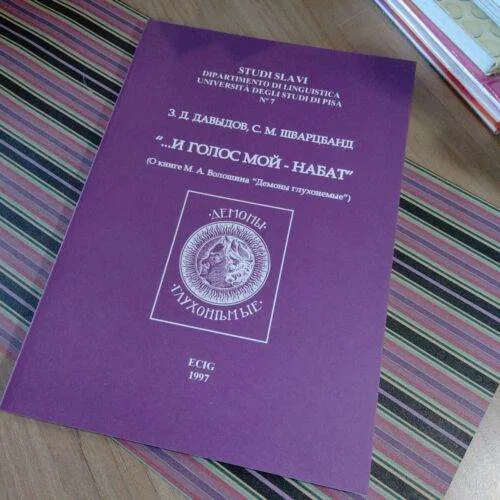 STUDI SLAVI
DIPARTIMENTO DI LINGUISTICA
UNIVERSITÀ DEGLI STUDI DI PISA
N° 7
З. Д. ДАВЫДОВ, С. М. ШВАРЦБАНД
"...И ГОЛОС МОЙ - НАБАТ"
(О книге М. А. Волошина "Демоны глухонемые")
·ДЕМОНЫ·
·ГЛУХОНѢМЫЕ·
ECIG
1997